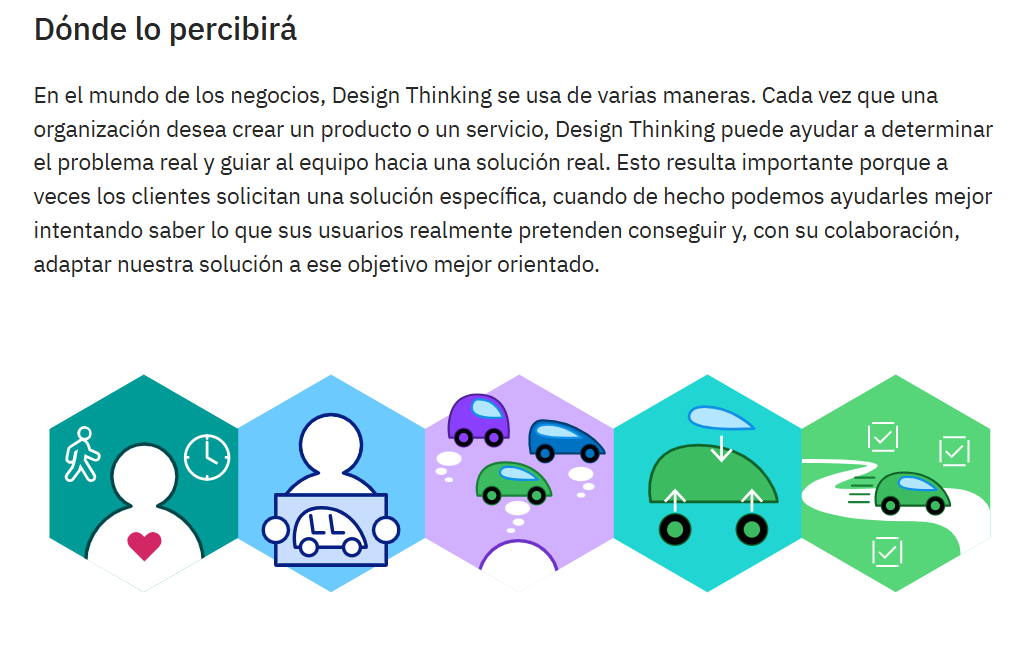 Dónde lo percibirá
En el mundo de los negocios, Design Thinking se usa de varias maneras. Cada vez que una
organización desea crear un producto o un servicio, Design Thinking puede ayudar a determinar
el problema real y guiar al equipo hacia una solución real. Esto resulta importante porque a
veces los clientes solicitan una solución específica, cuando de hecho podemos ayudarles mejor
intentando saber lo que sus usuarios realmente pretenden conseguir y, con su colaboración,
adaptar nuestra solución a ese objetivo mejor orientado.